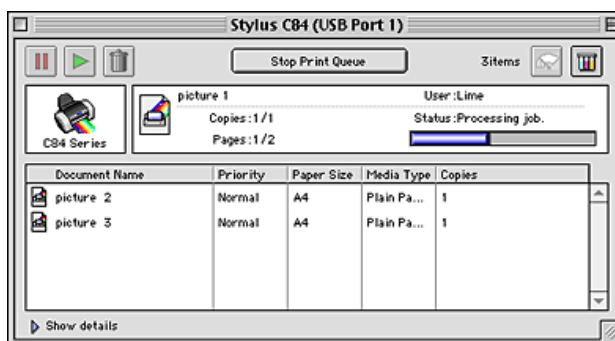 Stylus C84 (USB Port 1)
Stop Print Queue
3items
C84 Series
picture 1
User :Lime
Copies :1/1
Status :Processing job.
Pages :1/2
Document Name Priority Paper Size Media Type Copies
picture 2 Normal A4 Plain Pa... 1
picture 3 Normal A4 Plain Pa... 1
Show details